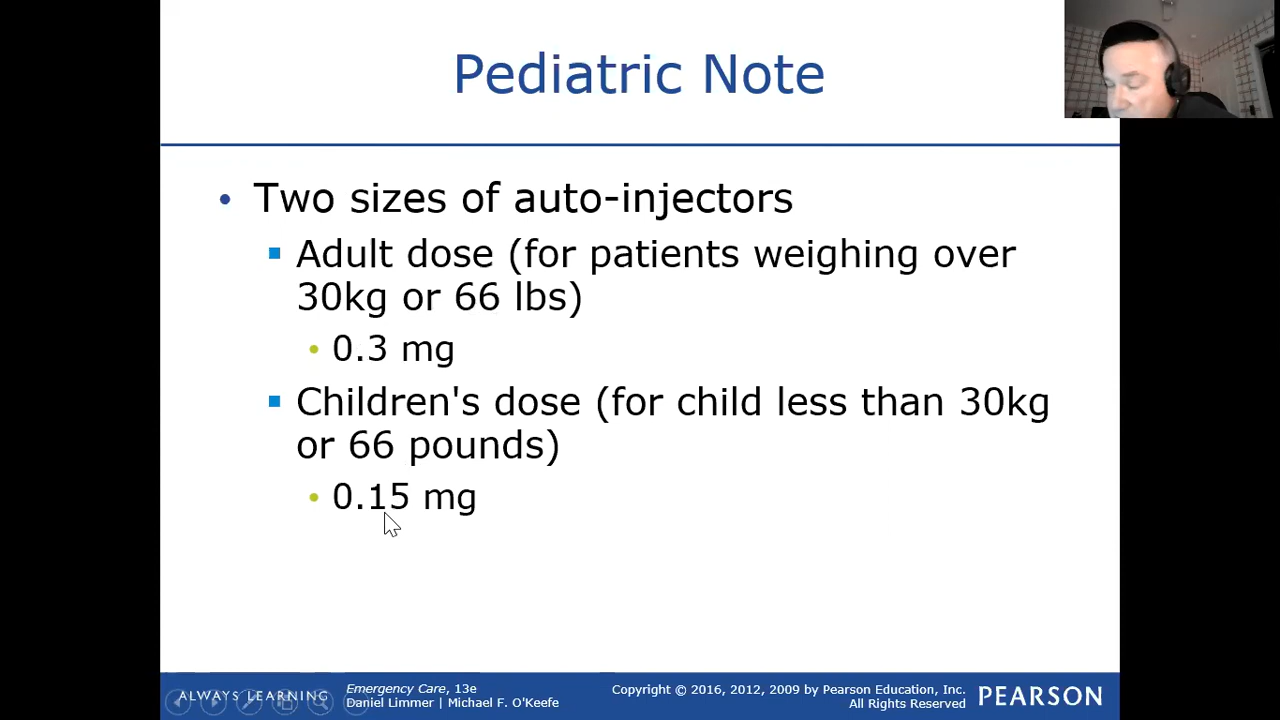 Pediatric Note
• Two sizes of auto-injectors
▪ Adult dose (for patients weighing over
30kg or 66 lbs)
• 0.3 mg
▪ Children's dose (for child less than 30kg
or 66 pounds)
• 0.15 mg
ALWAYS LEARNING
Emergency Care, 13e
Daniel Limmer | Michael F. O'Keefe
Copyright © 2016, 2012, 2009 by Pearson Education, Inc.
All Rights Reserved
PEARSON